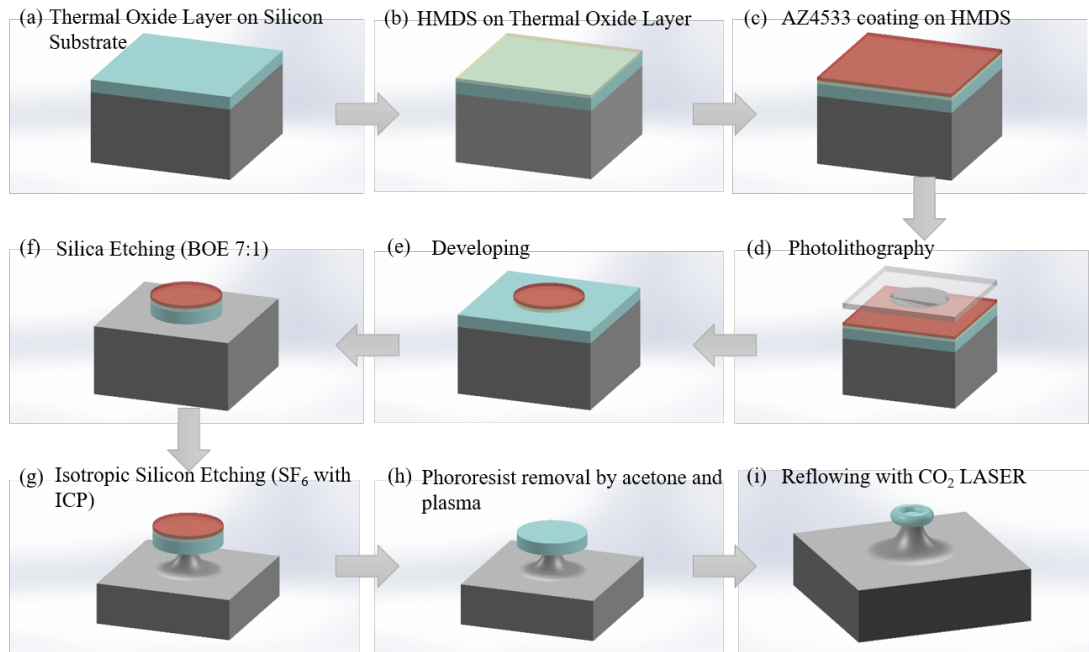 (a) Thermal Oxide Layer on Silicon
Substrate
(b) HMDS on Thermal Oxide Layer
(c) AZ4533 coating on HMDS
(f) Silica Etching (BOE 7:1)
(e) Developing
(d) Photolithography
(g) Isotropic Silicon Etching (SF₆ with
ICP)
(h) Phororesist removal by acetone and
plasma
(i) Reflowing with CO₂ LASER